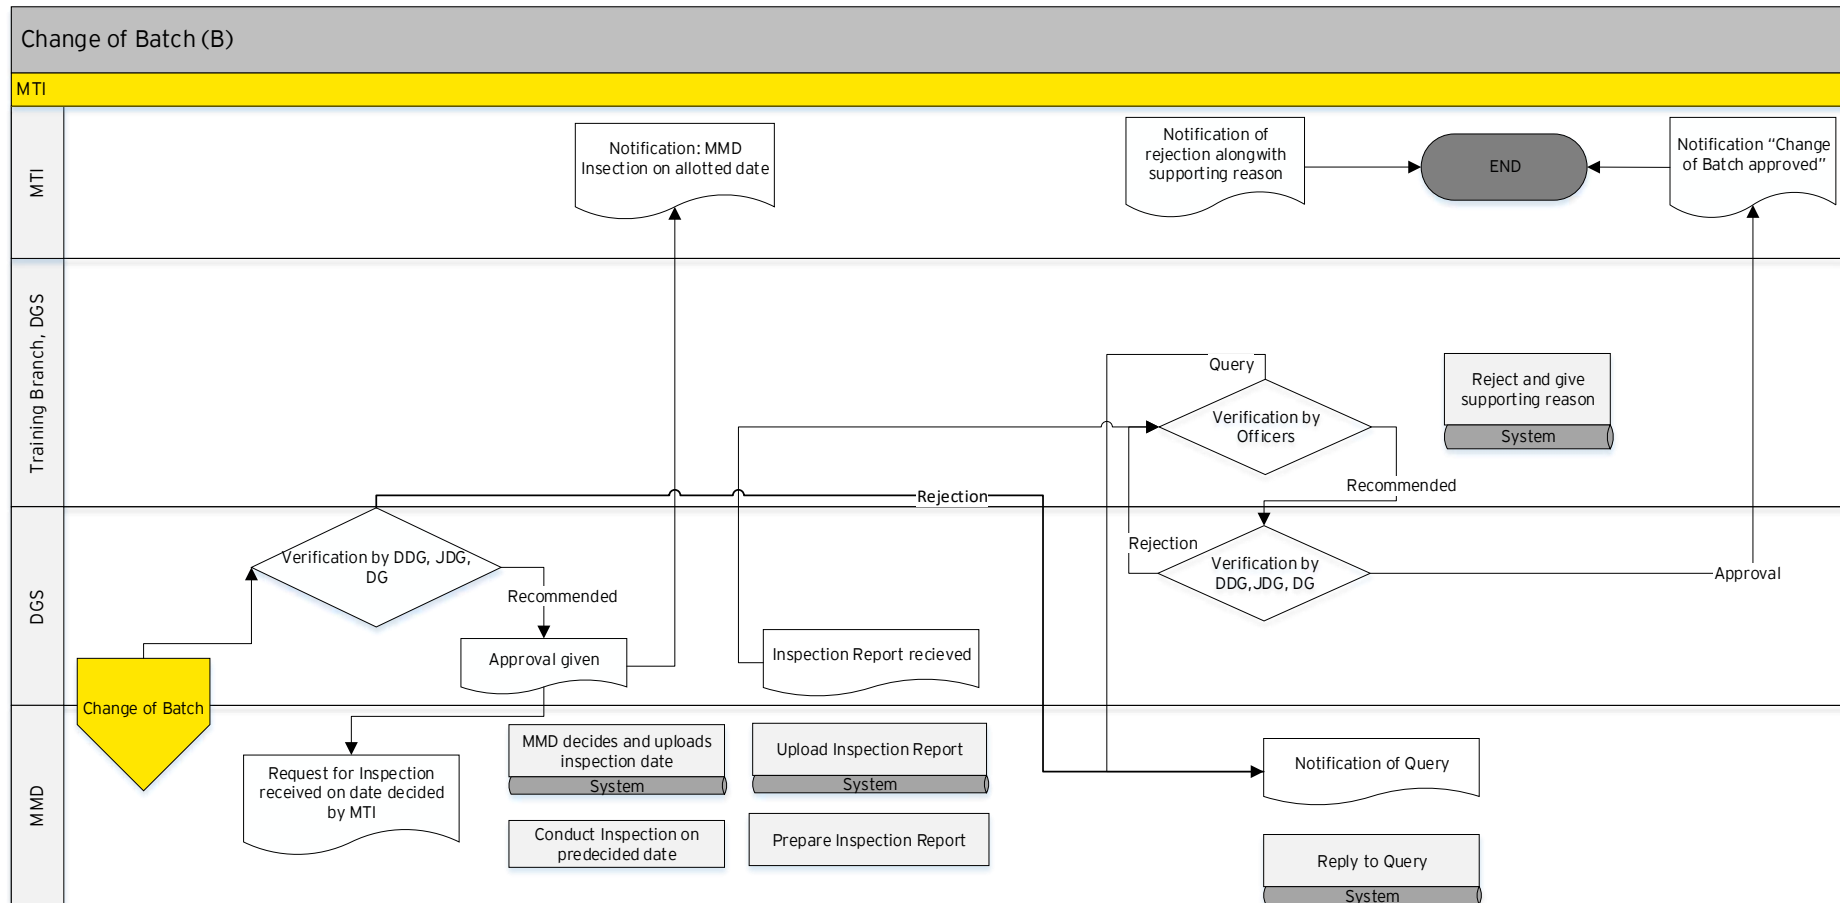 Change of Batch (B)
MTI
MTI
Notification: MMD
Insection on allotted date
Notification of
rejection alongwith
supporting reason
END
Notification “Change
of Batch approved”
Training Branch, DGS
Query
Verification by
Officers
Reject and give
supporting reason
System
Recommended
Rejection
DGS
Verification by DDG, JDG,
DG
Recommended
Approval given
Inspection Report recieved
Rejection
Verification by
DDG,JDG, DG
Approval
Change of Batch
MMD
Request for Inspection
received on date decided
by MTI
MMD decides and uploads
inspection date
System
Conduct Inspection on
predecided date
Upload Inspection Report
System
Prepare Inspection Report
Notification of Query
Reply to Query
System